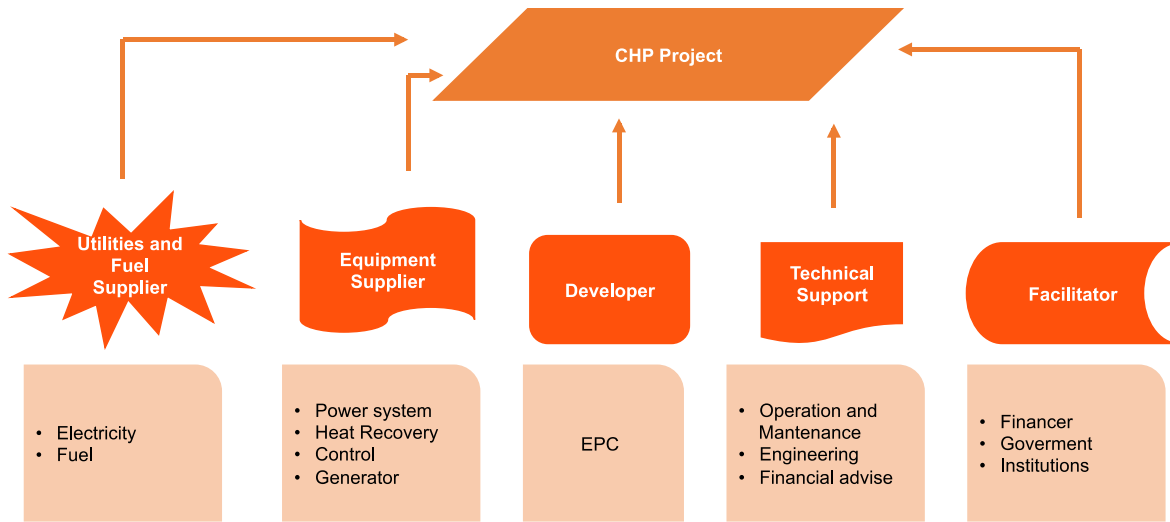 CHP Project
Utilities and
Fuel
Supplier
Equipment
Supplier
Developer
Technical
Support
Facilitator
• Electricity
• Fuel
• Power system
• Heat Recovery
• Control
• Generator
EPC
• Operation and
Mantenance
• Engineering
• Financial advise
• Financer
• Goverment
• Institutions